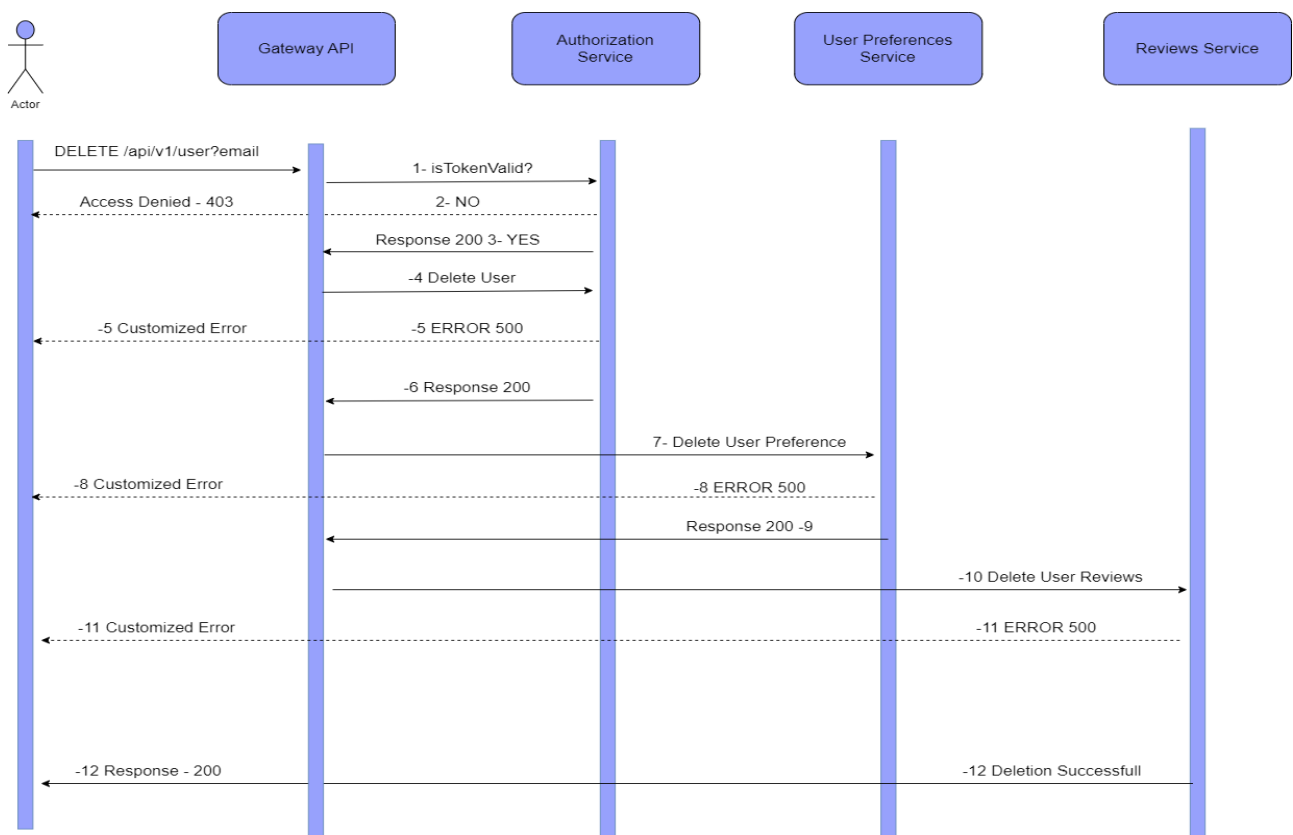 Gateway API
Authorization
Service
User Preferences
Service
Reviews Service
Actor
DELETE /api/v1/user?email
1- isTokenValid?
Access Denied - 403
2- NO
Response 200 3- YES
-4 Delete User
-5 Customized Error
-5 ERROR 500
-6 Response 200
7- Delete User Preference
-8 Customized Error
-8 ERROR 500
Response 200 -9
-10 Delete User Reviews
-11 Customized Error
-11 ERROR 500
-12 Response - 200
-12 Deletion Successfull